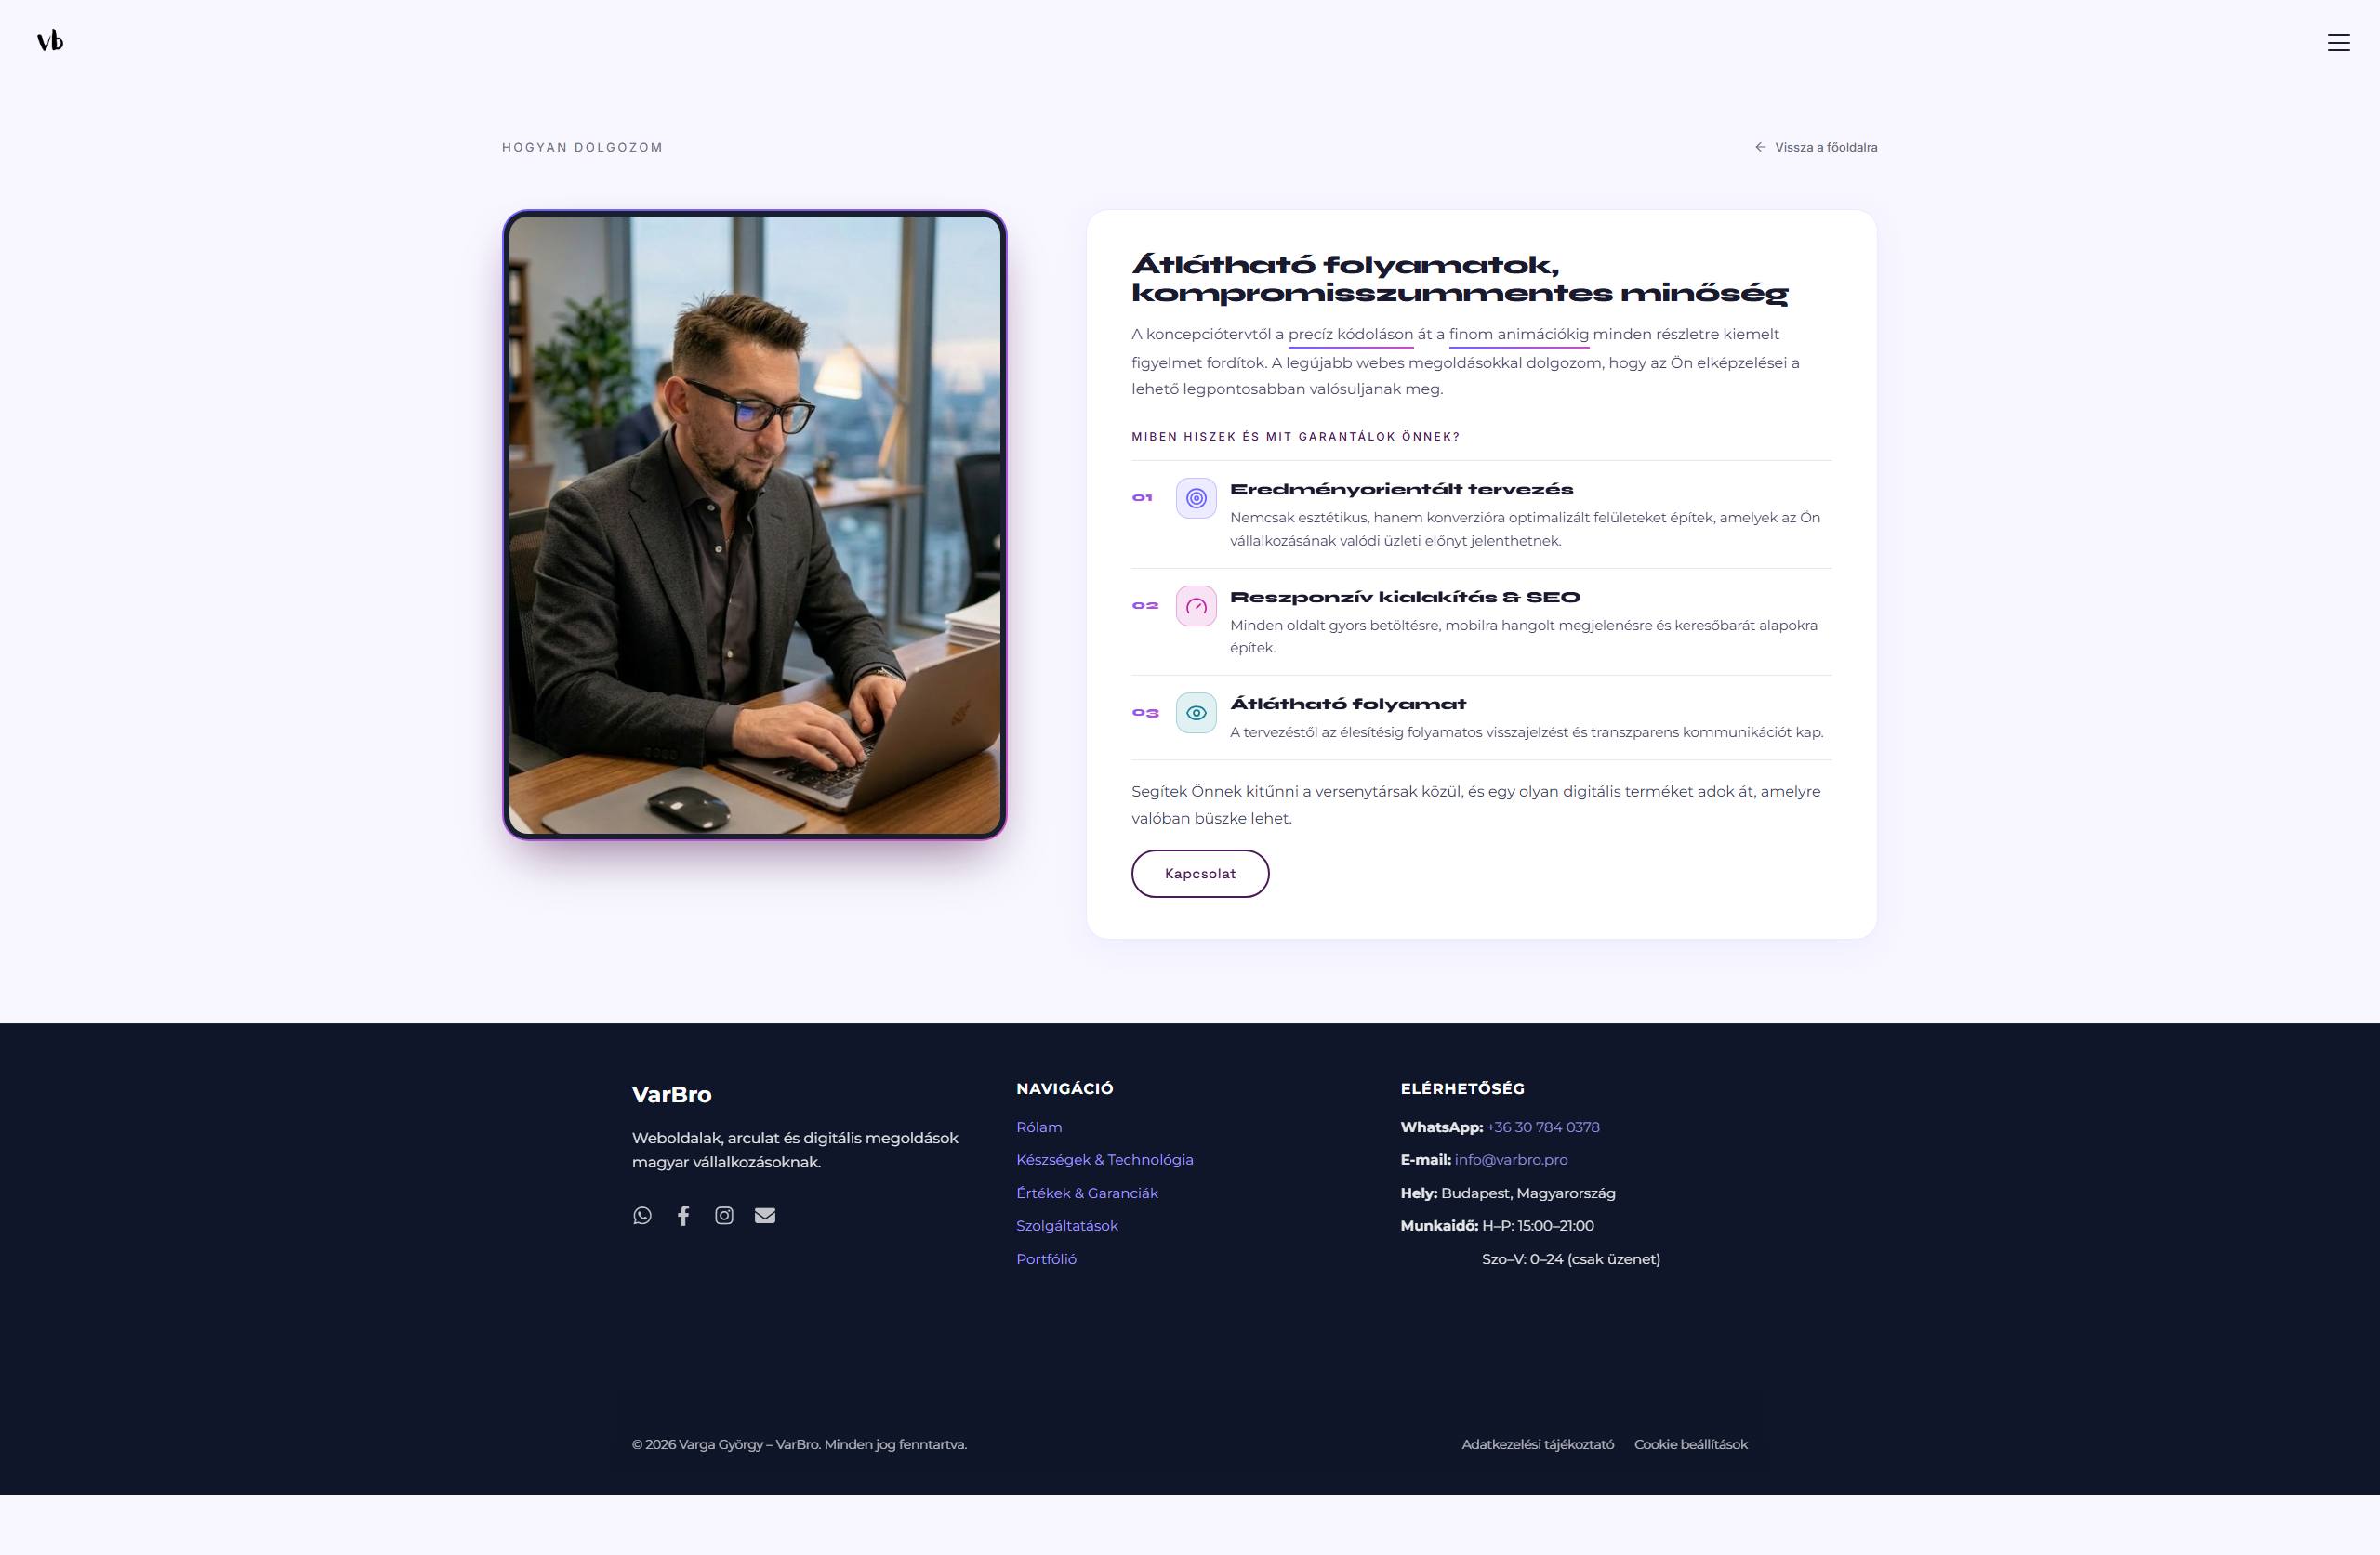 vb
HOGYAN DOLGOZOM
Vissza a főoldalra
Átlátható folyamatok,
kompromisszummentes minőség
A koncepciótervtől a precíz kódoláson át a finom animációkig minden részletre kiemelt
figyelmet fordítok. A legújabb webes megoldásokkal dolgozom, hogy az Ön elképzelései a
lehető legpontosabban valósuljanak meg.
MIBEN HISZEK ÉS MIT GARANTÁLOK ÖNNEK?
01
Eredményorientált tervezés
Nemcsak esztétikus, hanem konverzióra optimalizált felületeket építek, amelyek az Ön
vállalkozásának valódi üzleti előnyt jelenthetnek.
02
Reszponzív kialakítás & SEO
Minden oldalt gyors betöltésre, mobilra hangolt megjelenésre és keresőbarát alapokra
építek.
03
Átlátható folyamat
A tervezéstől az élesítésig folyamatos visszajelzést és transzparens kommunikációt kap.
Segítek Önnek kitűnni a versenytársak közül, és egy olyan digitális terméket adok át, amelyre
valóban büszke lehet.
Kapcsolat
VarBro
Weboldalak, arculat és digitális megoldások
magyar vállalkozásoknak.
NAVIGÁCIÓ
Rólam
Készségek & Technológia
Értékek & Garanciák
Szolgáltatások
Portfólió
ELÉRHETŐSÉG
WhatsApp: +36 30 784 0378
E-mail: info@varbro.pro
Hely: Budapest, Magyarország
Munkaidő: H–P: 15:00–21:00
Szo–V: 0–24 (csak üzenet)
© 2026 Varga György – VarBro. Minden jog fenntartva.
Adatkezelési tájékoztató
Cookie beállítások